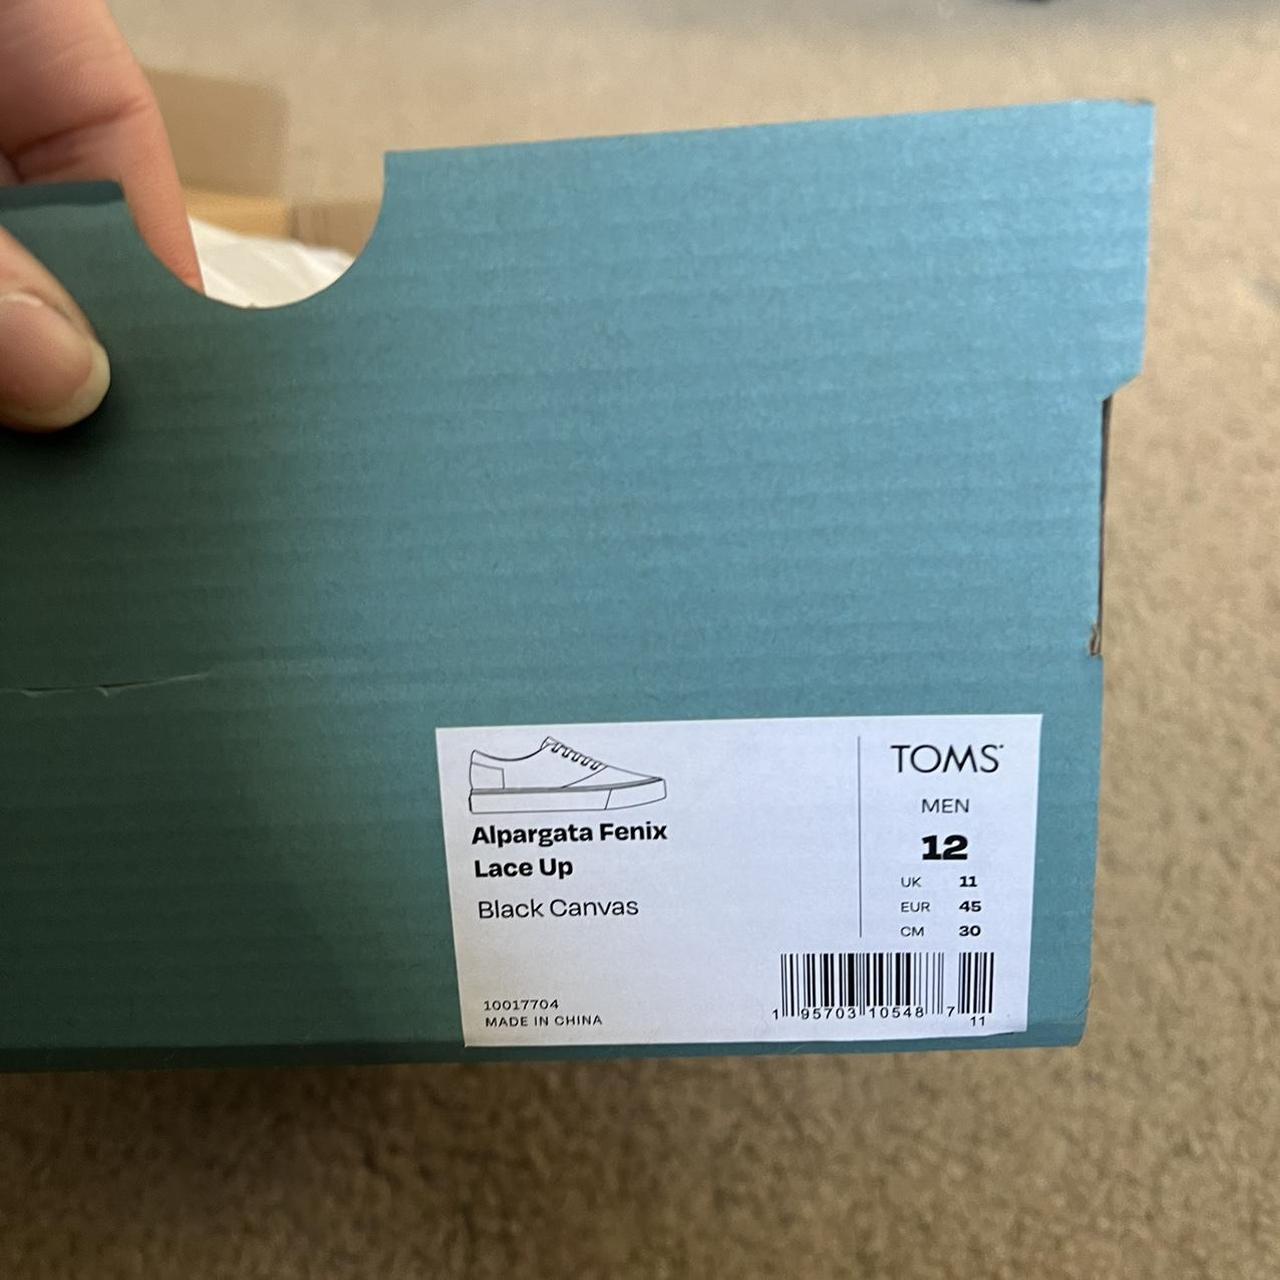 Alpargata Fenix
Lace Up
Black Canvas
10017704
MADE IN CHINA
TOMS
MEN
12
UK 11
EUR 45
CM 30
1 95703 10548 7
11